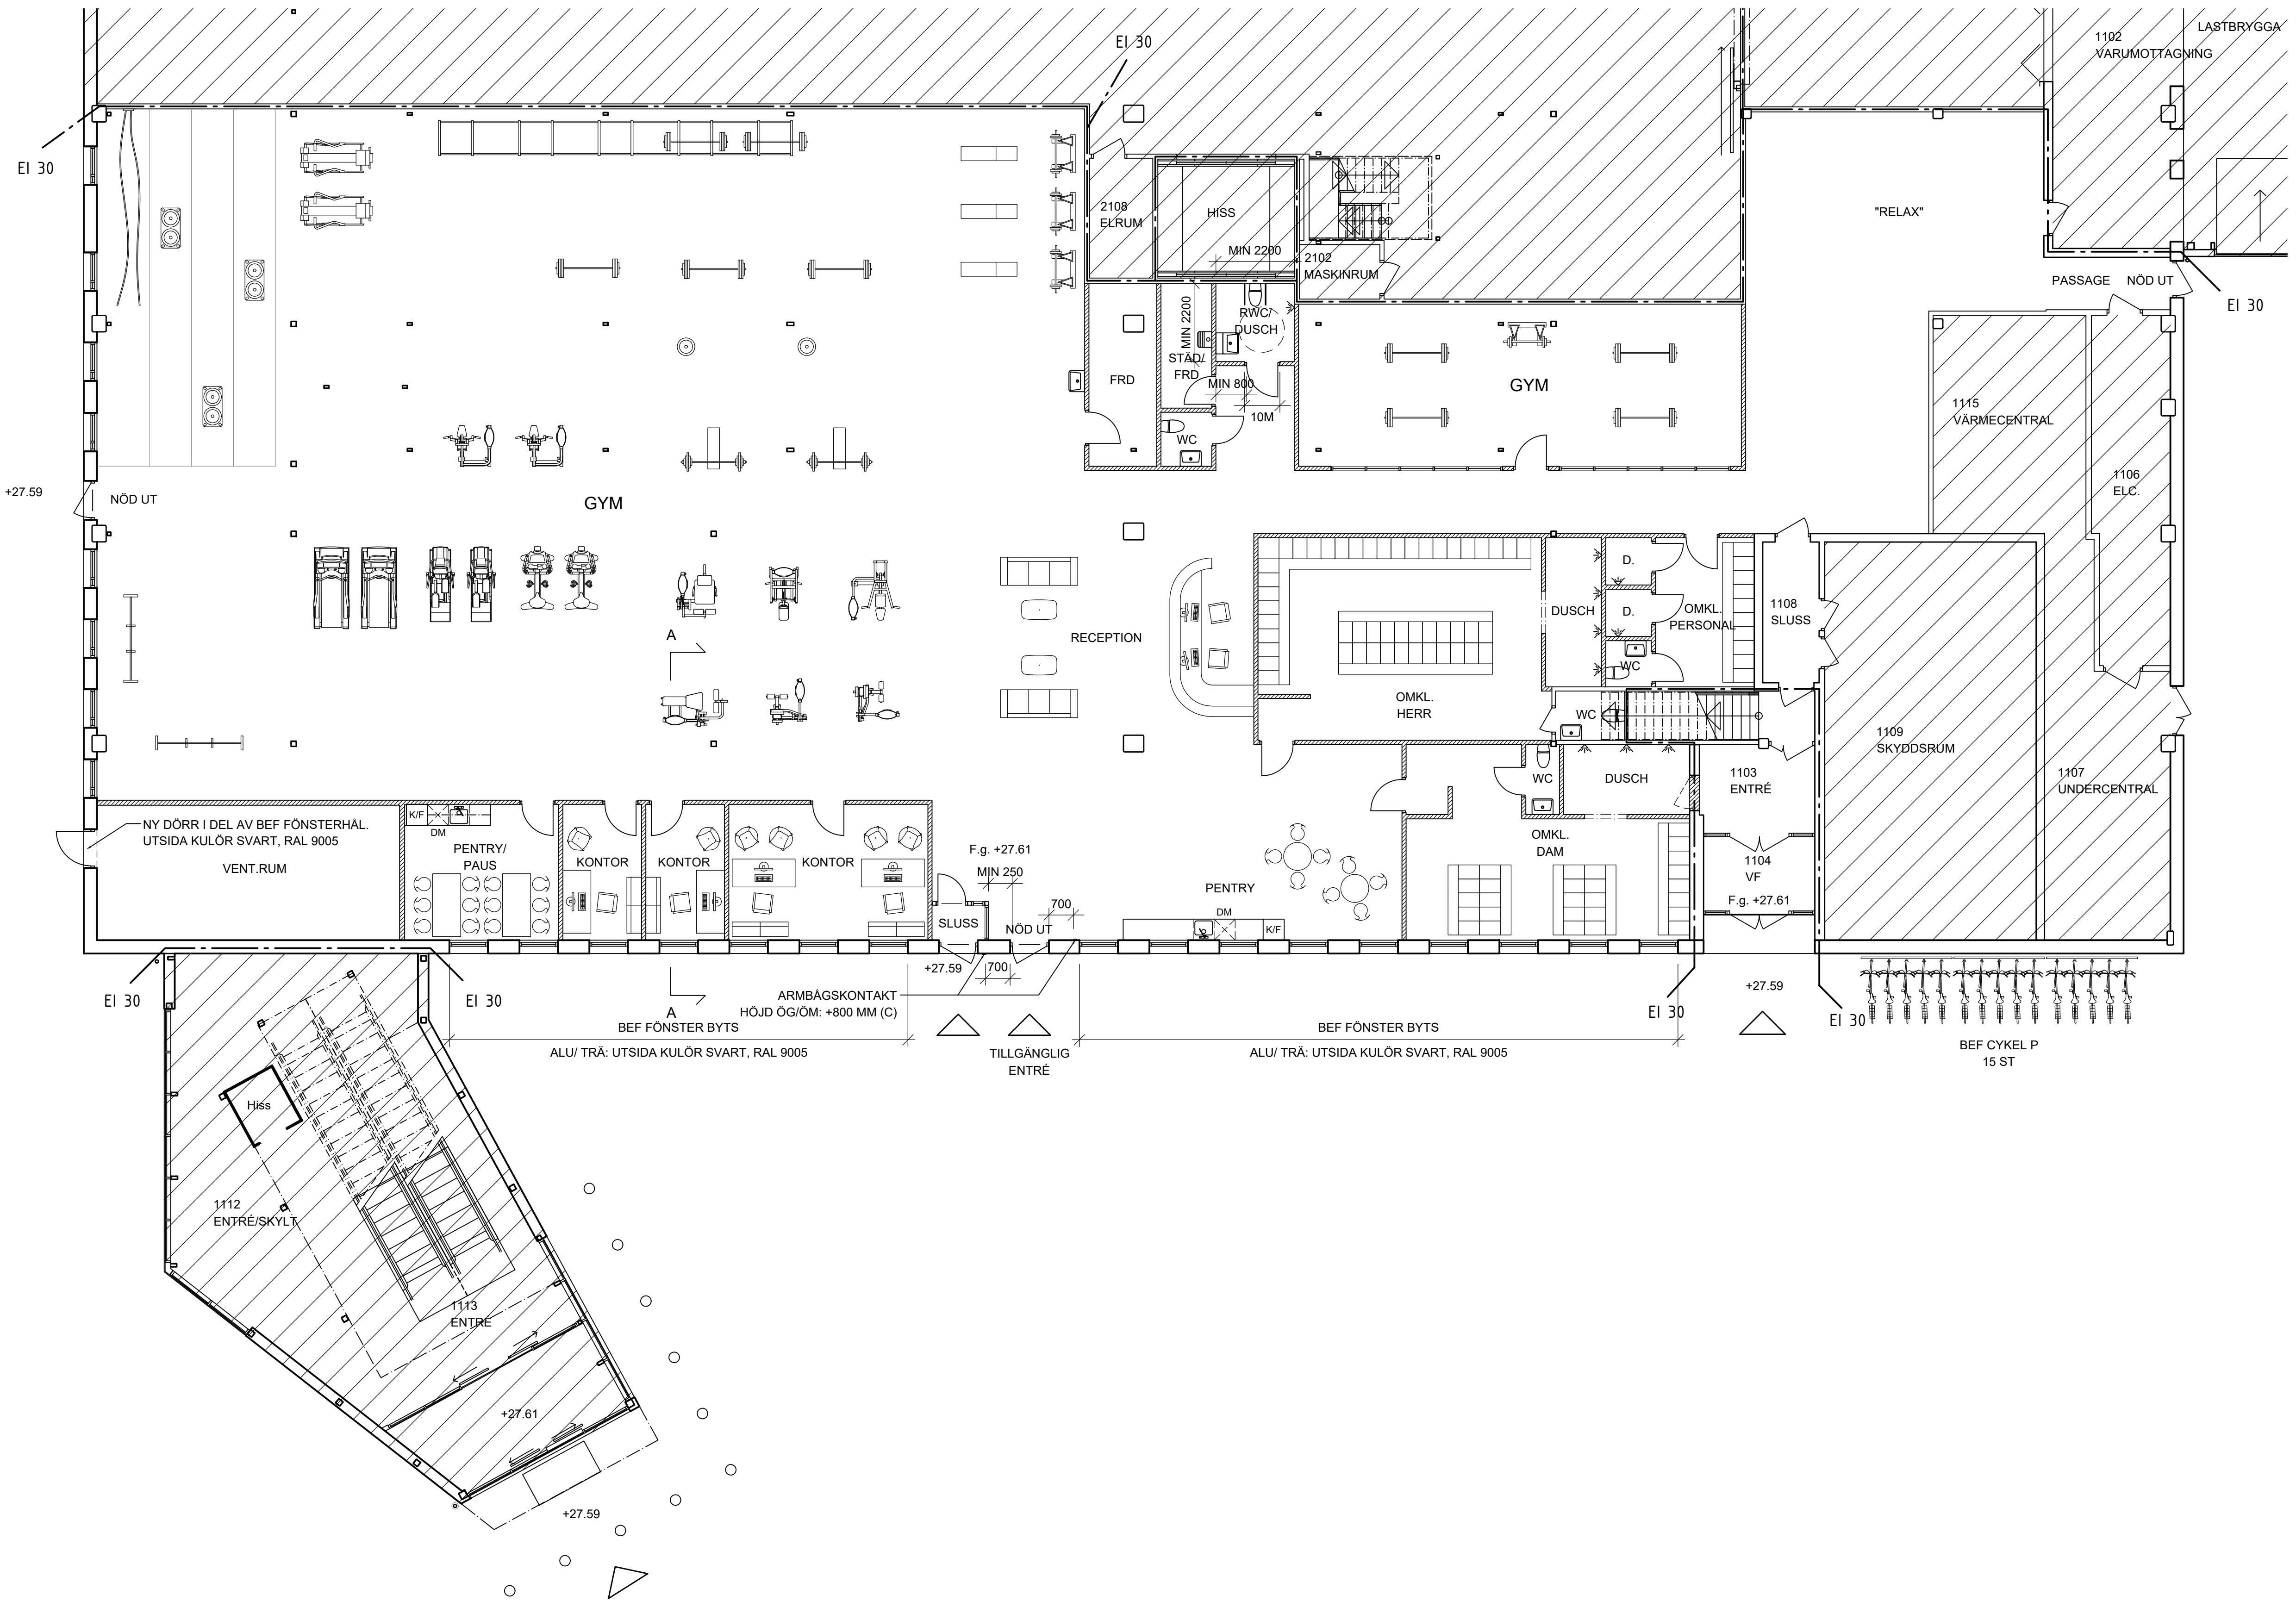 LASTBRYGGA
1102
VARUMOTTAGNING
EI 30
EI 30
2108
ELRUM
HISS
MIN 2200
2102
MASKINRUM
"RELAX"
PASSAGE
NÖD UT
EI 30
MIN 2200
RWC/
DUSCH
STÄD/
FRD
FRD
MIN 800
10M
WC
GYM
1115
VÄRMECENTRAL
1106
ELC.
+27.59
NÖD UT
GYM
A
RECEPTION
DUSCH
D.
D.
WC
OMKL.
PERSONAL
1108
SLUSS
OMKL.
HERR
WC
1109
SKYDDSRUM
1107
UNDERCENTRAL
WC
DUSCH
1103
ENTRÉ
NY DÖRR I DEL AV BEF FÖNSTERHÅL.
UTSIDA KULÖR SVART, RAL 9005
VENT.RUM
K/F
DM
PENTRY/
PAUS
KONTOR
KONTOR
KONTOR
F.g. +27.61
MIN 250
SLUSS
NÖD UT
700
PENTRY
DM
K/F
OMKL.
DAM
1104
VF
F.g. +27.61
+27.59
700
EI 30
EI 30
A
ARMBÅGSKONTAKT
HÖJD ÖG/ÖM: +800 MM (C)
BEF FÖNSTER BYTS
ALU/ TRÄ: UTSIDA KULÖR SVART, RAL 9005
TILLGÄNGLIG
ENTRÉ
BEF FÖNSTER BYTS
ALU/ TRÄ: UTSIDA KULÖR SVART, RAL 9005
EI 30
+27.59
EI 30
BEF CYKEL P
15 ST
Hiss
1112
ENTRÉ/SKYLT
1113
ENTRE
+27.61
+27.59